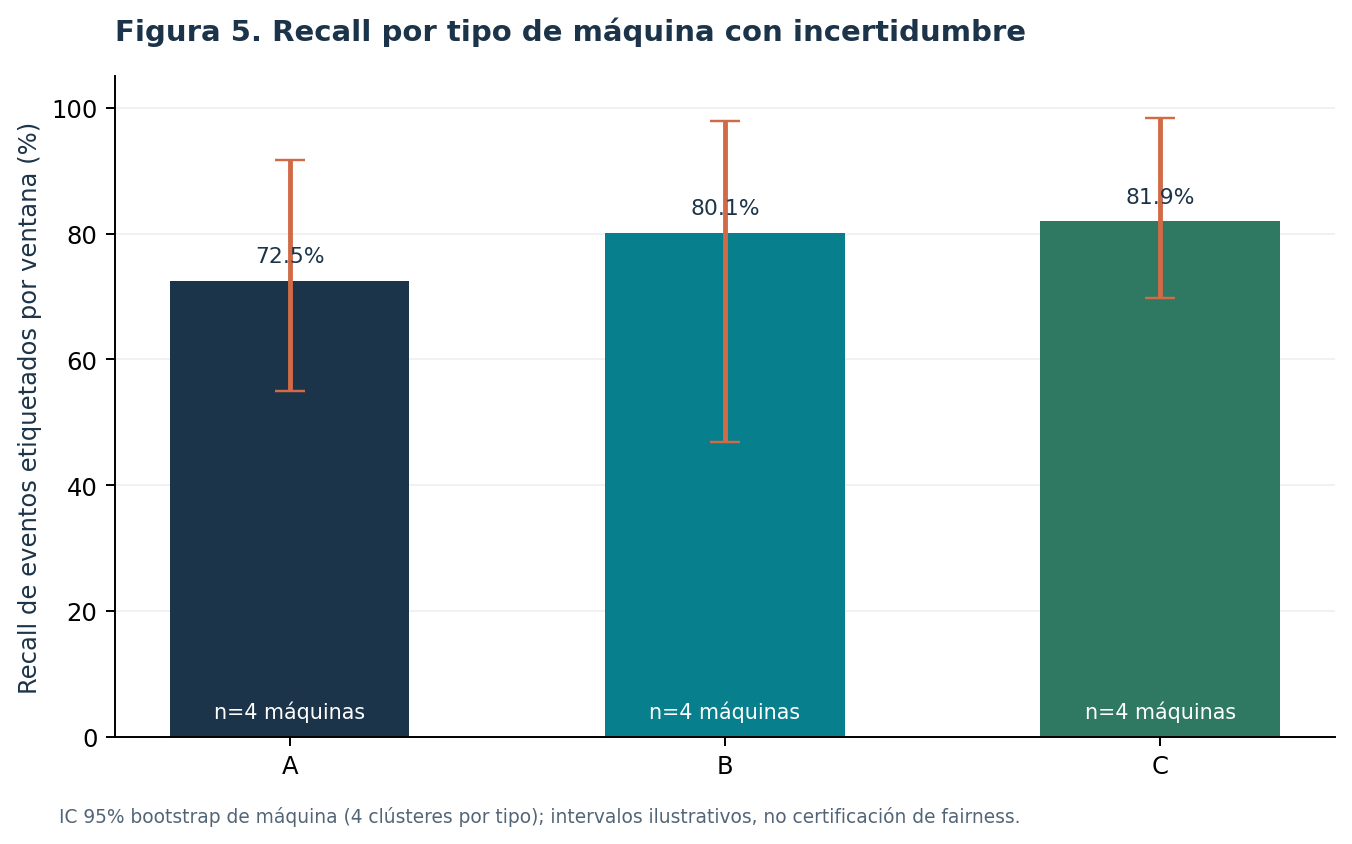 Figura 5. Recall por tipo de máquina con incertidumbre
Recall de eventos etiquetados por ventana (%)
100
80
60
40
20
0
72.5%
80.1%
81.9%
n=4 máquinas
n=4 máquinas
n=4 máquinas
A
B
C
IC 95% bootstrap de máquina (4 clústeres por tipo); intervalos ilustrativos, no certificación de fairness.